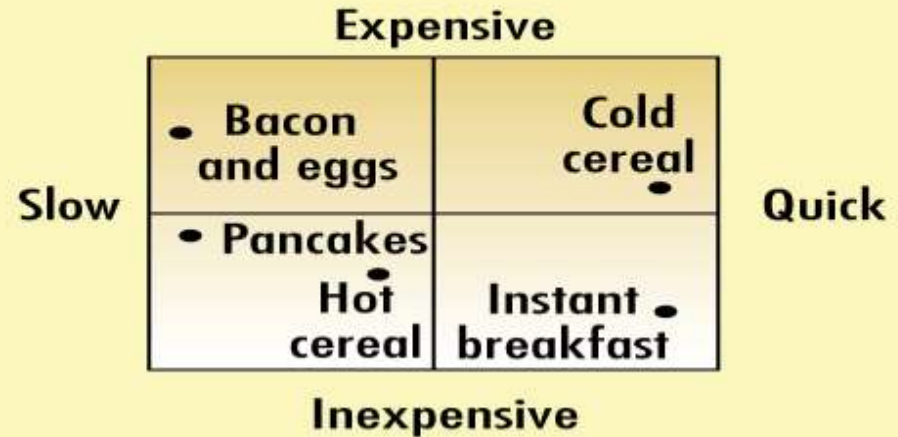 Expensive
Bacon
and eggs
Cold
cereal
Slow
Quick
Pancakes
Hot
cereal
Instant
breakfast
Inexpensive